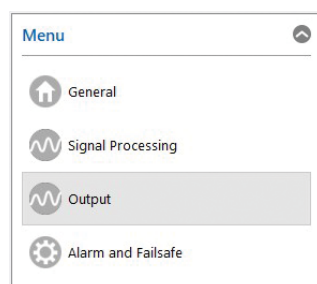 Menu
General
Signal Processing
Output
Alarm and Failsafe